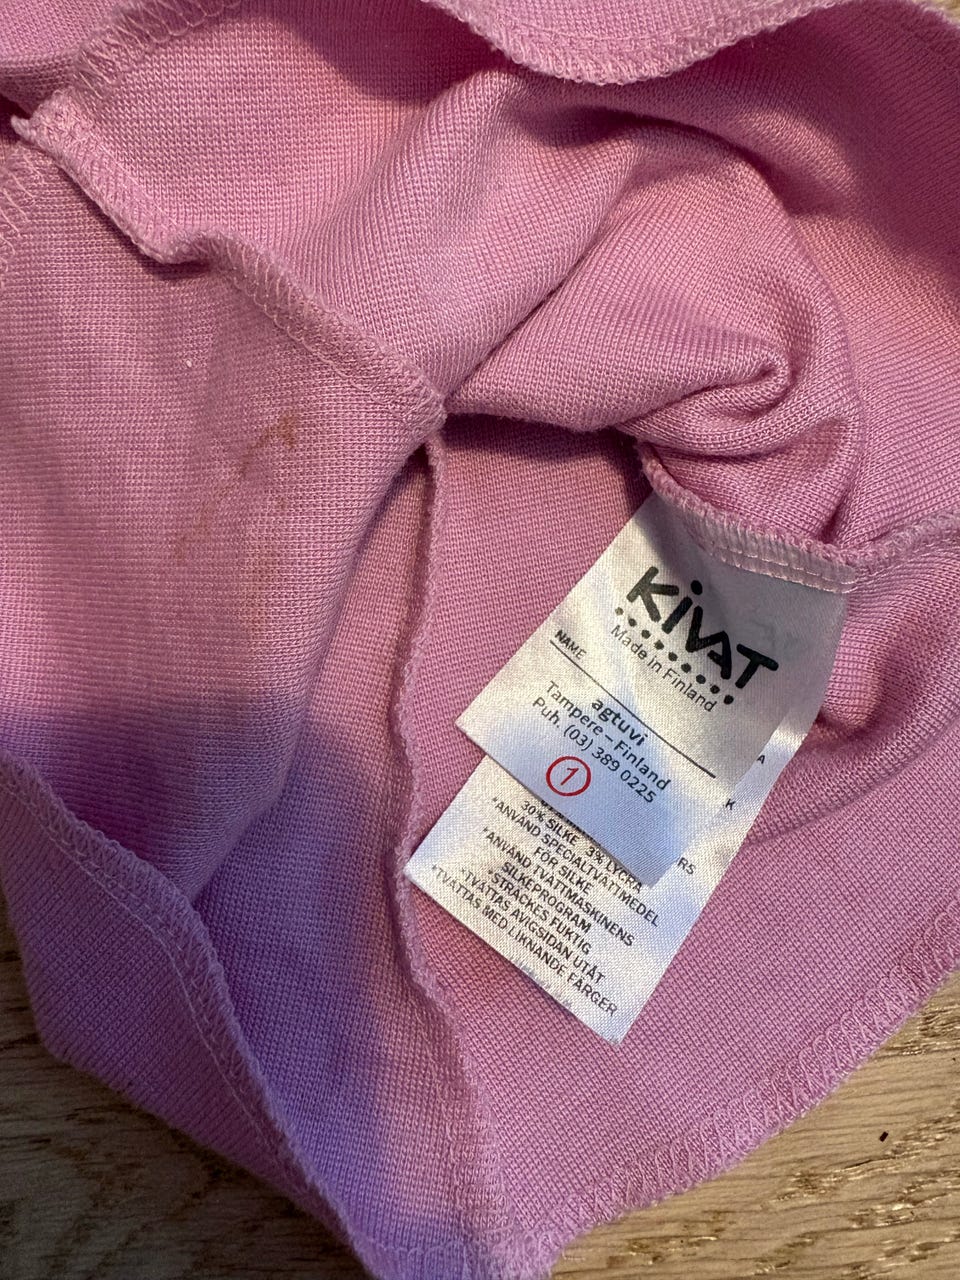 KiVAT
Made in Finland
NAME
agtuvi
Tampere – Finland
Puh. (03) 389 0225
1
A
K
RS
30% SILKE 3% LYCRA
*ANVÄND SPECIALTVÄTTMEDEL
FÖR SILKE
*ANVÄND TVÄTTMASKINENS
SILKEPROGRAM
*STRÄCKES FUKTIG
*TVÄTTAS AVIGSIDAN UTÅT
*TVÄTTAS MED LIKNANDE FÄRGER